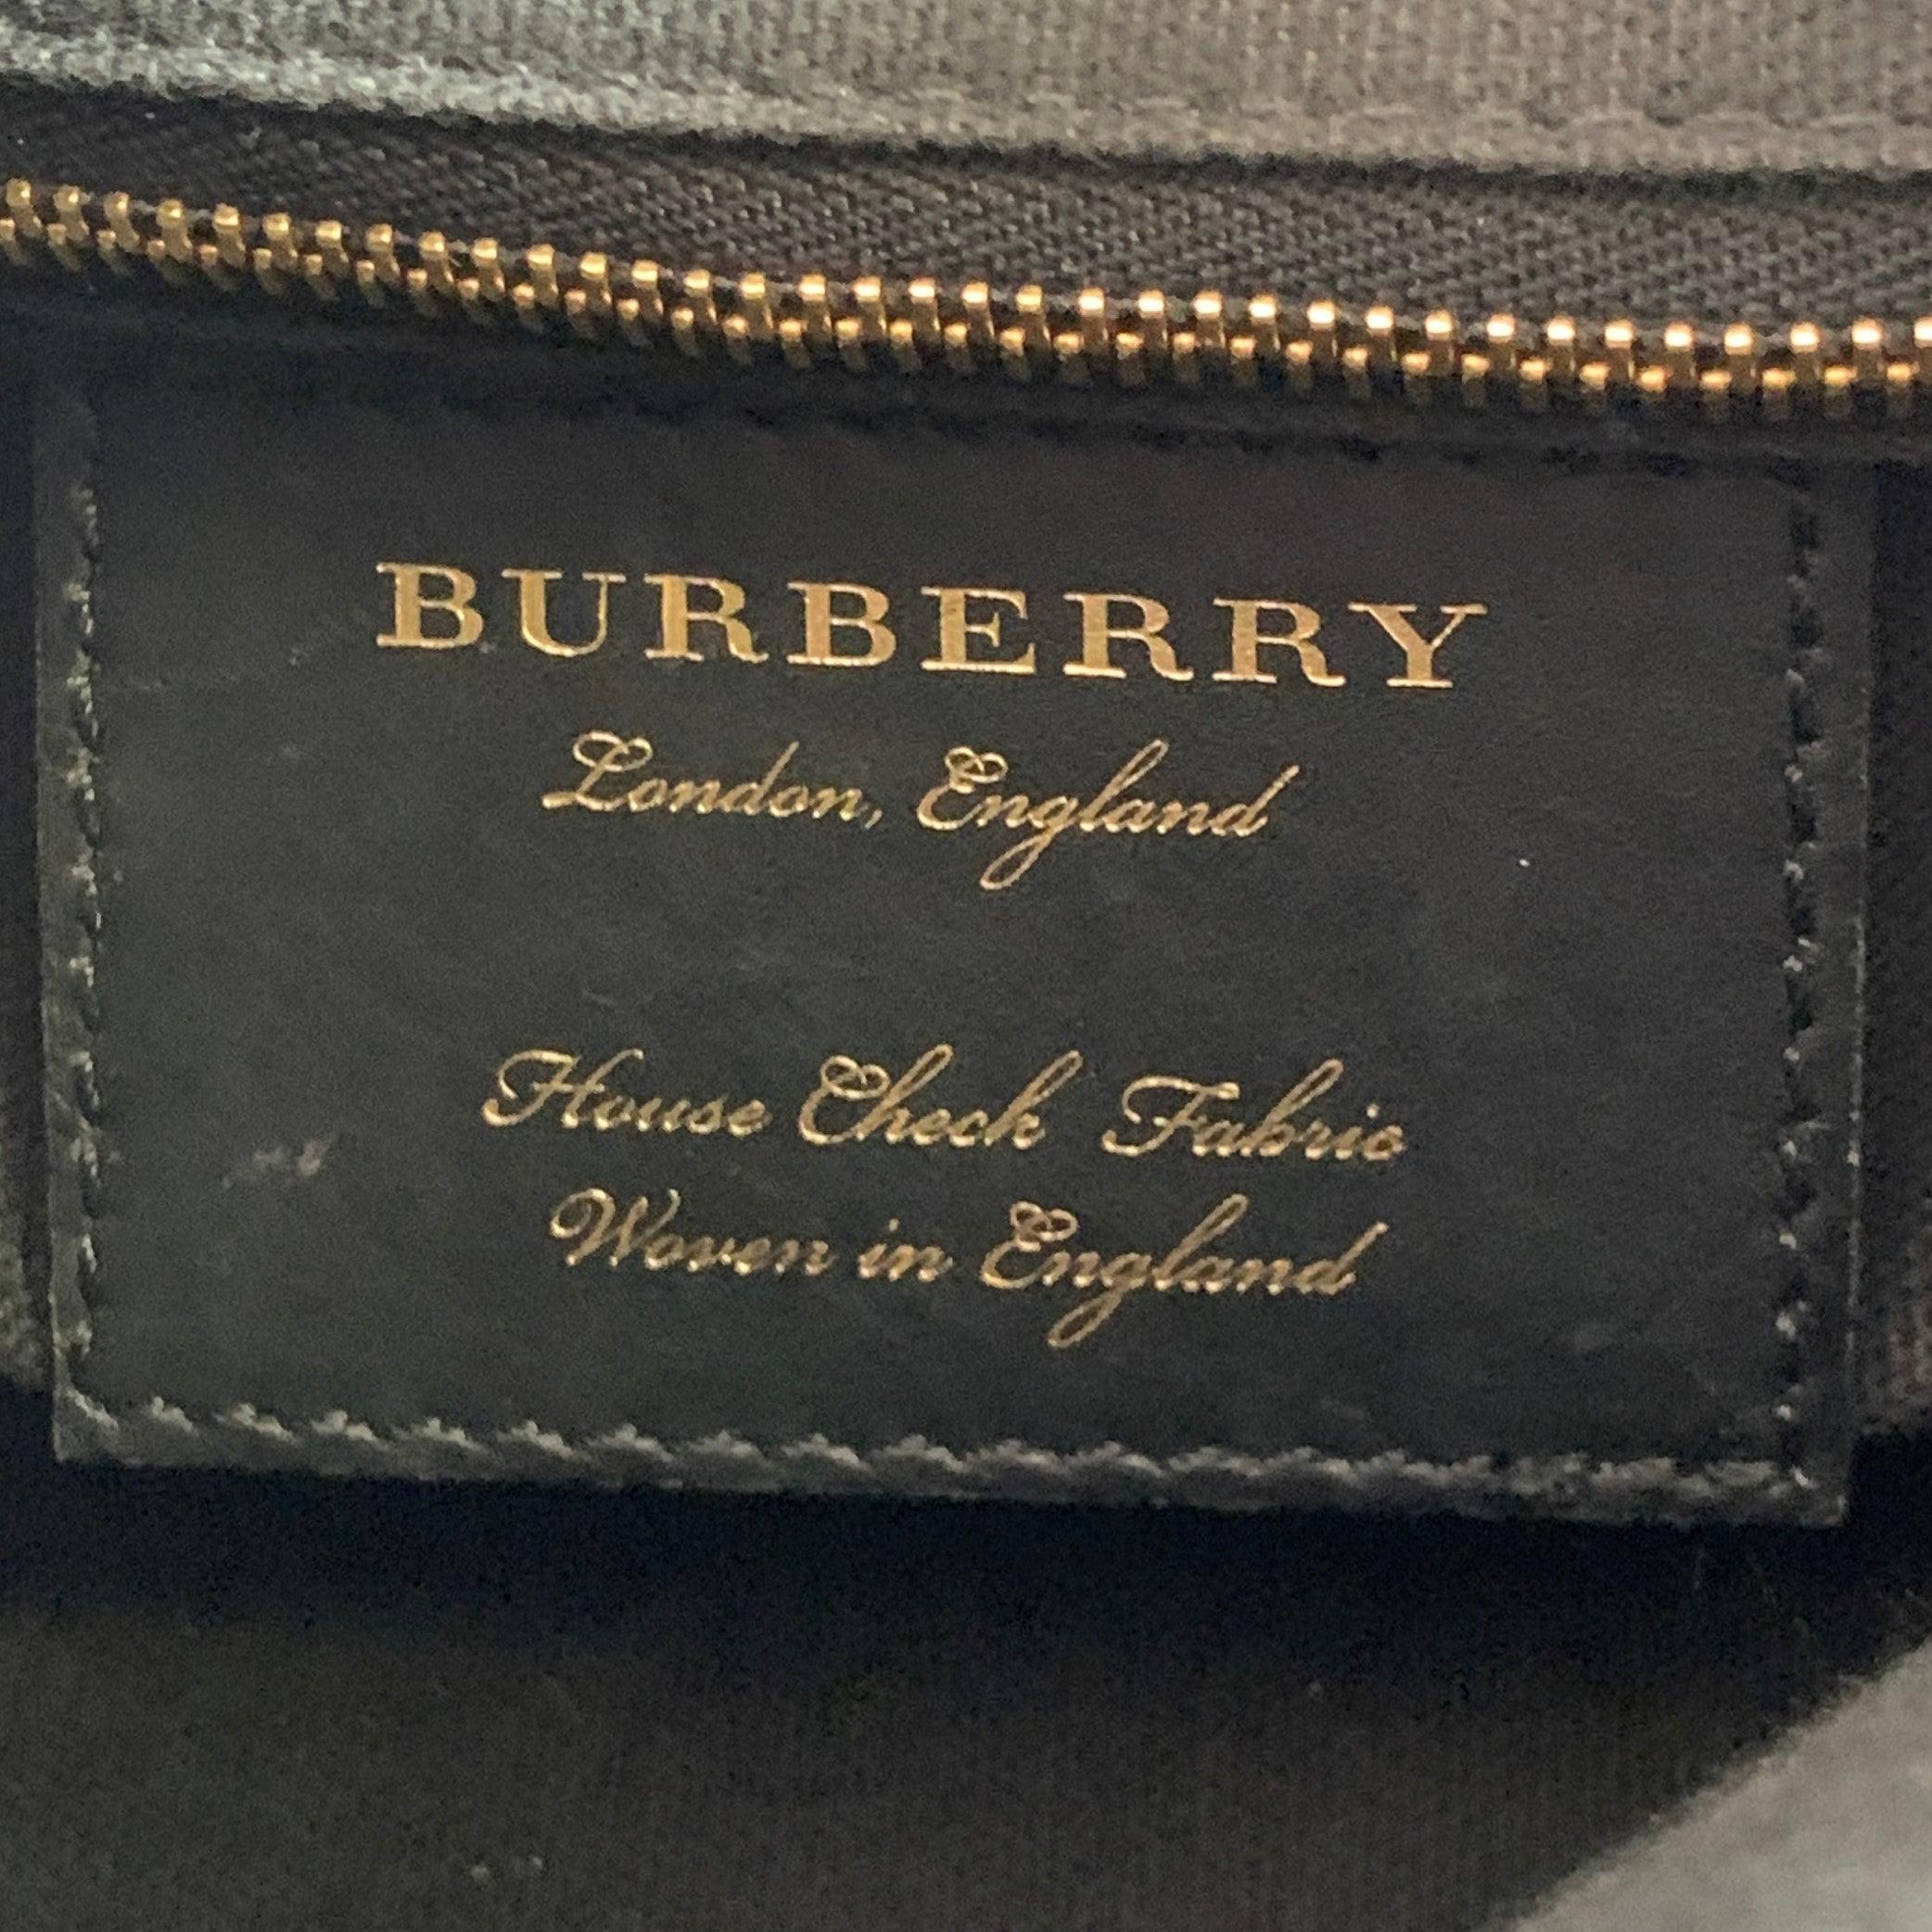 BURBERRY
London, England
House Check Fabric
Woven in England